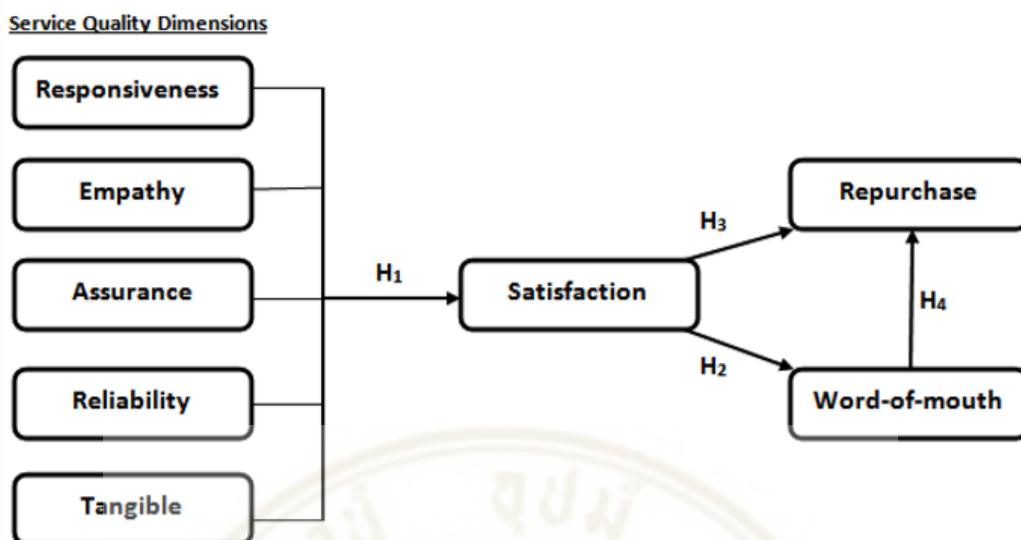 Service Quality Dimensions
Responsiveness
Empathy
Assurance
Reliability
Tangible
H₁
Satisfaction
H₃
H₂
Repurchase
H₄
Word-of-mouth